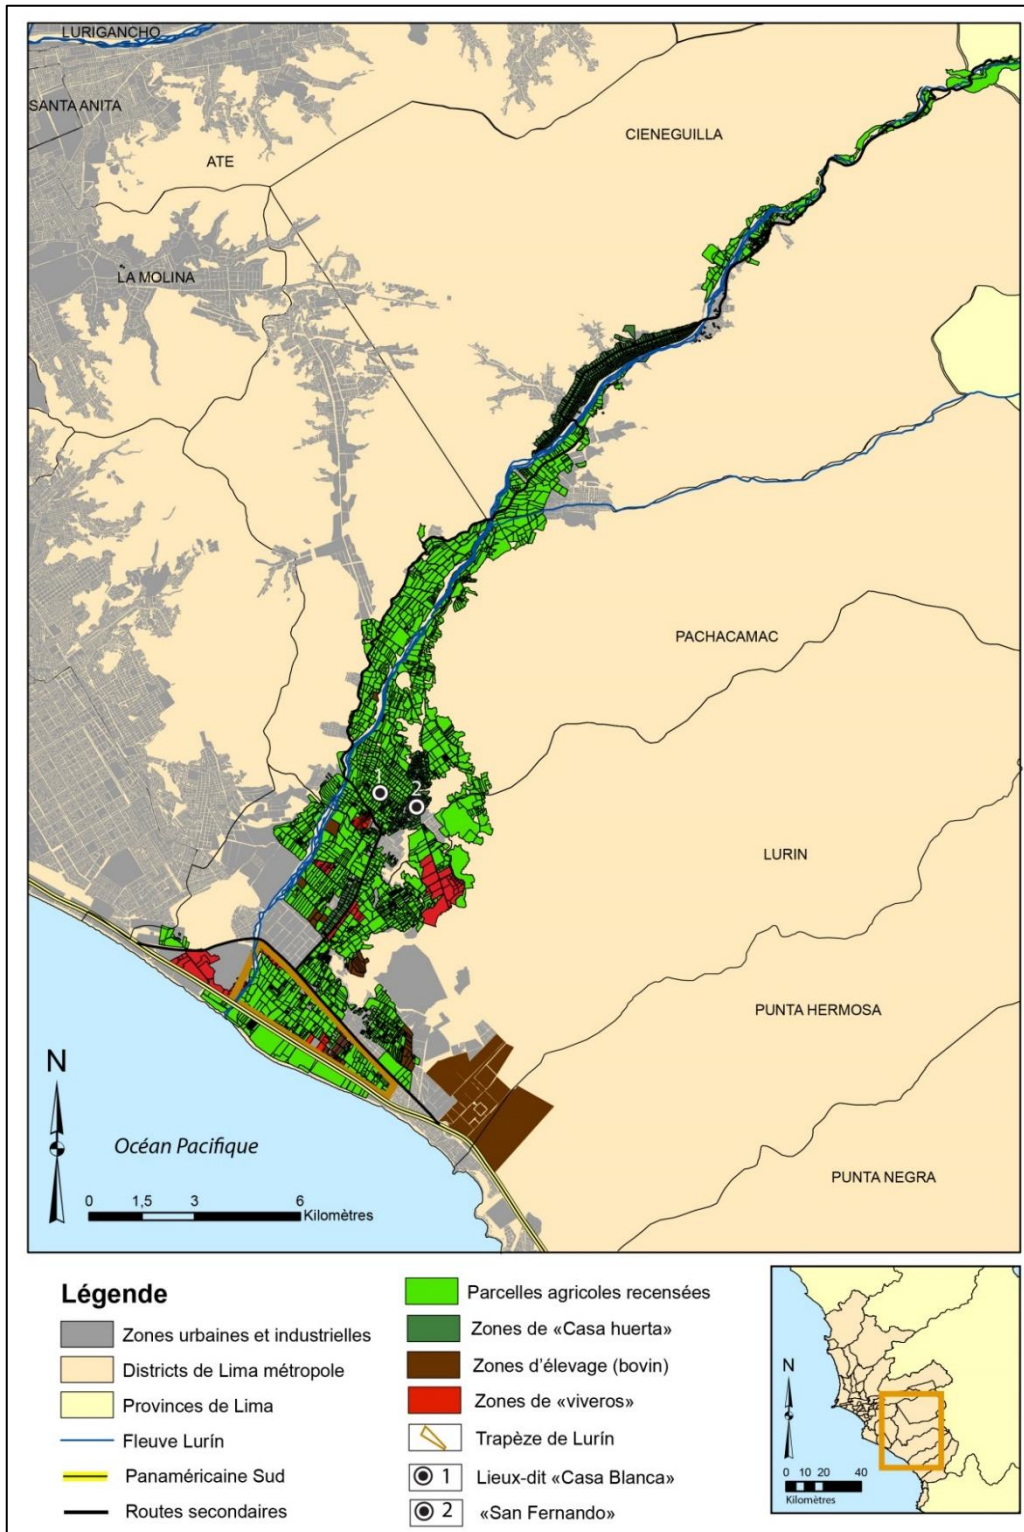 LURIGANCHO
SANTA ANITA
CIENEGUILLA
ATE
LA MOLINA
PACHACAMAC
1
2
LURIN
PUNTA HERMOSA
N
Océan Pacifique
PUNTA NEGRA
0 1,5 3 6
Kilomètres
Légende
Zones urbaines et industrielles
Districts de Lima métropole
Provinces de Lima
Fleuve Lurín
Panaméricaine Sud
Routes secondaires
Parcelles agricoles recensées
Zones de «Casa huerta»
Zones d'élevage (bovin)
Zones de «viveros»
Trapèze de Lurín
1 Lieux-dit «Casa Blanca»
2 «San Fernando»
N
0 10 20 40
Kilomètres